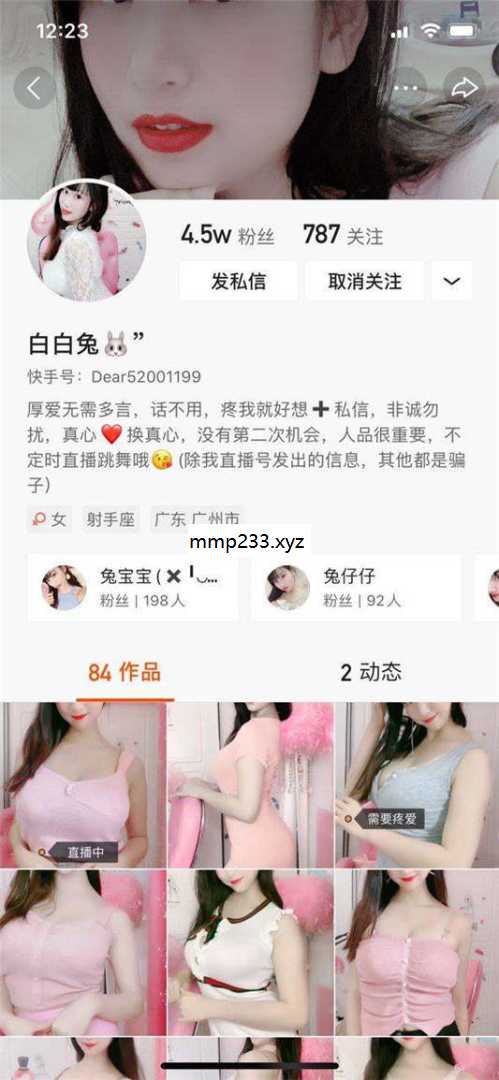 12:23
4.5w 粉丝 787 关注
发私信 取消关注
白白兔🐰”
快手号：Dear52001199
厚爱无需多言，话不用，疼我就好想➕私信，非诚勿
扰，真心❤️换真心，没有第二次机会，人品很重要，不
定时直播跳舞哦😘 (除我直播号发出的信息，其他都是骗
子)
女 射手座 广东 广州市
mmp233.xyz
兔宝宝 ( ✖ ╹◡...
粉丝 | 198人
兔仔仔
粉丝 | 92人
84 作品 2 动态
直播中
需要疼爱